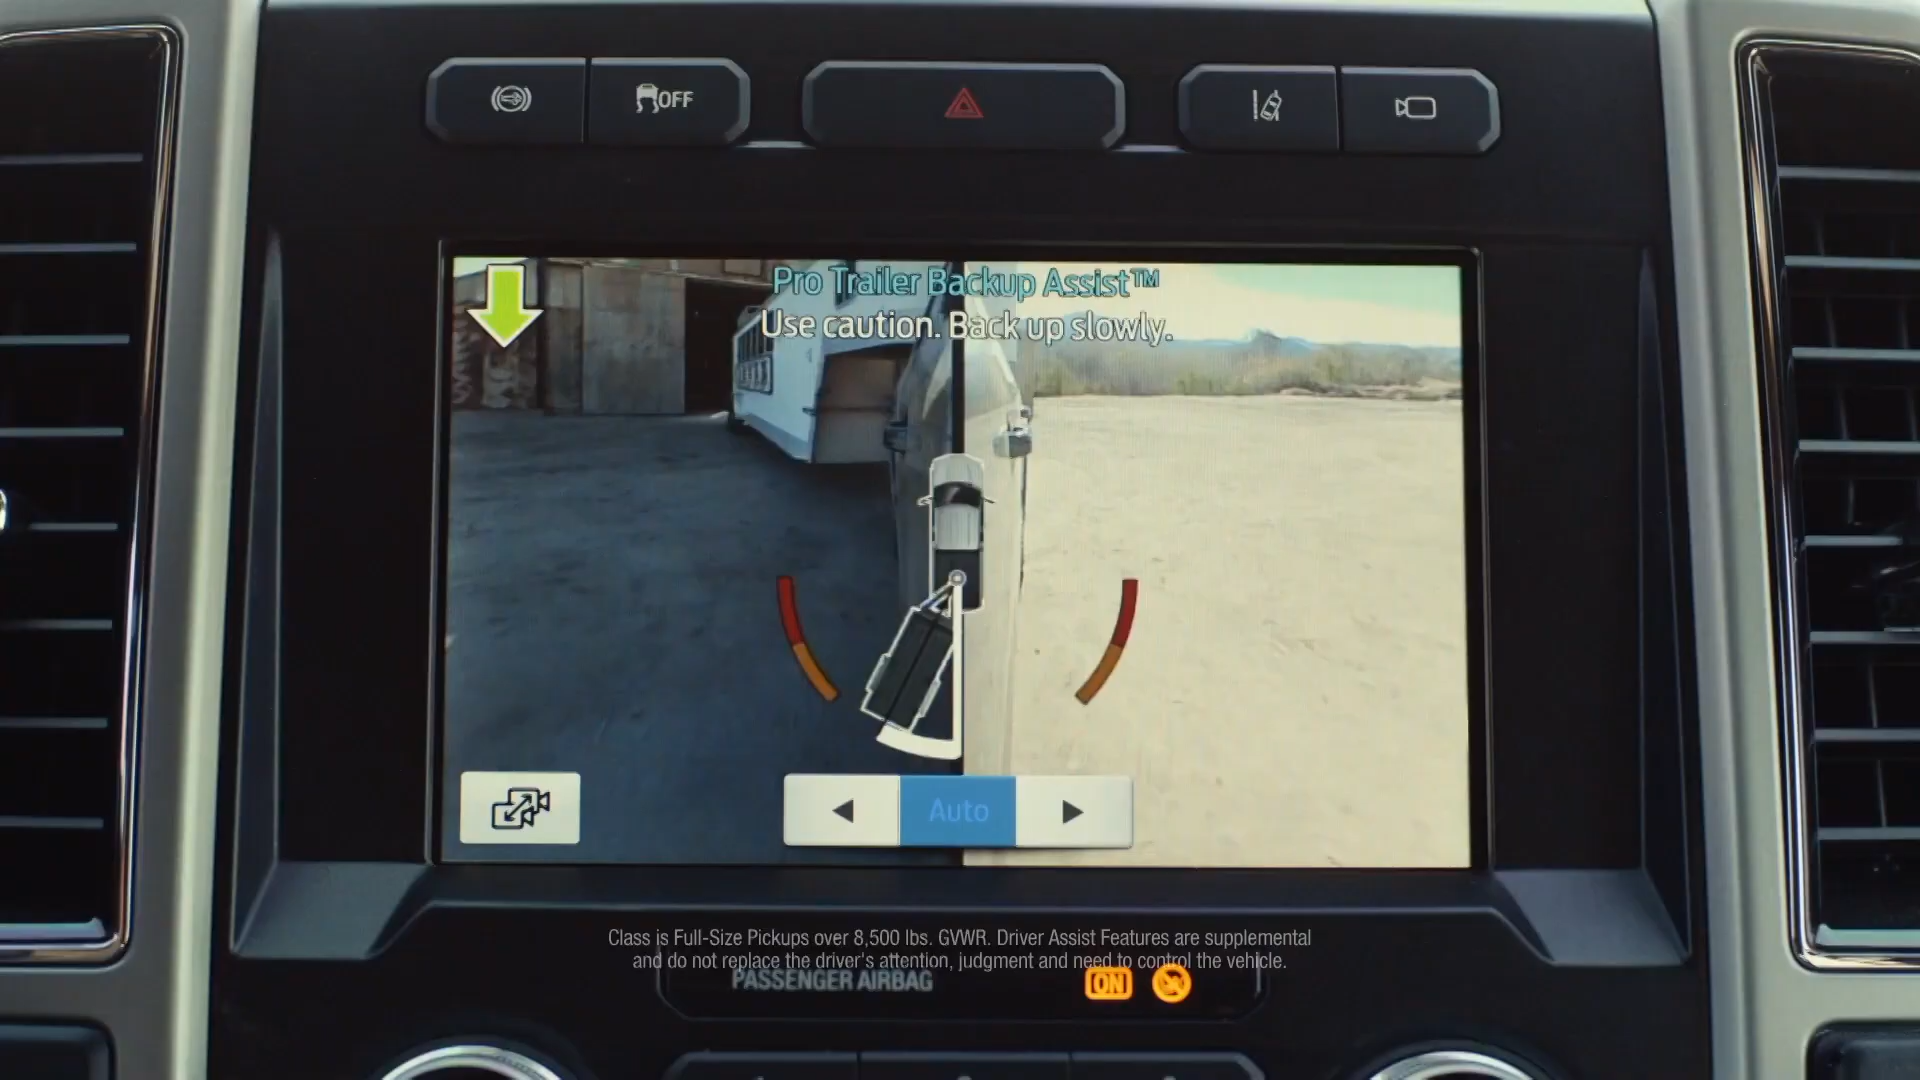 OFF
Pro Trailer Backup Assist™
Use caution. Back up slowly.
Auto
Class is Full-Size Pickups over 8,500 lbs. GVWR. Driver Assist Features are supplemental
and do not replace the driver's attention, judgment and need to control the vehicle.
PASSENGER AIRBAG
ON